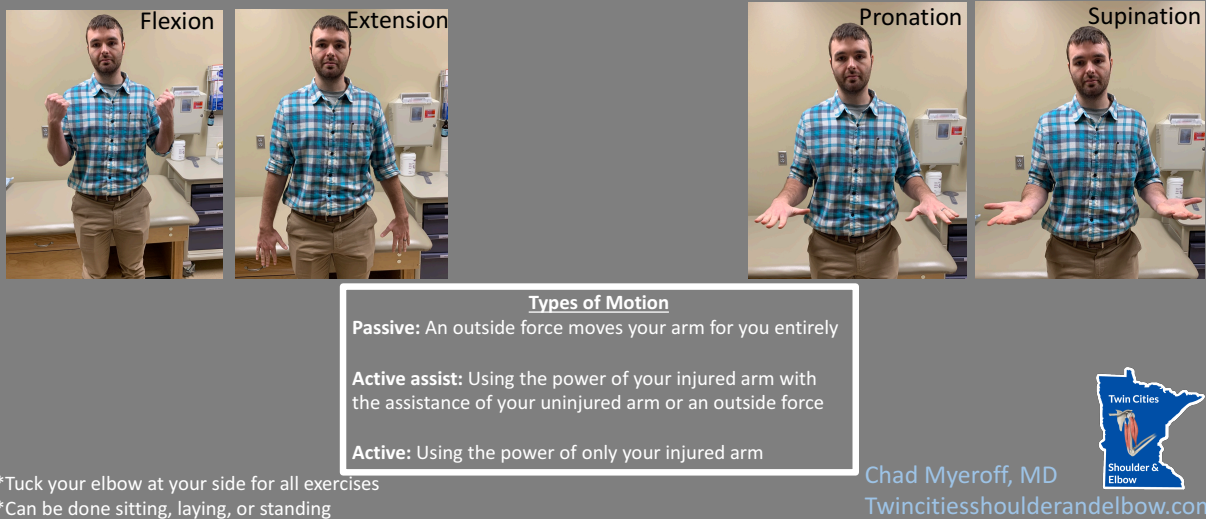 Flexion
Extension
Pronation
Supination
Types of Motion
Passive: An outside force moves your arm for you entirely
Active assist: Using the power of your injured arm with
the assistance of your uninjured arm or an outside force
Active: Using the power of only your injured arm
*Tuck your elbow at your side for all exercises
*Can be done sitting, laying, or standing
Chad Myeroff, MD
Twincitiesshoulderandelbow.com
Twin Cities
Shoulder &
Elbow